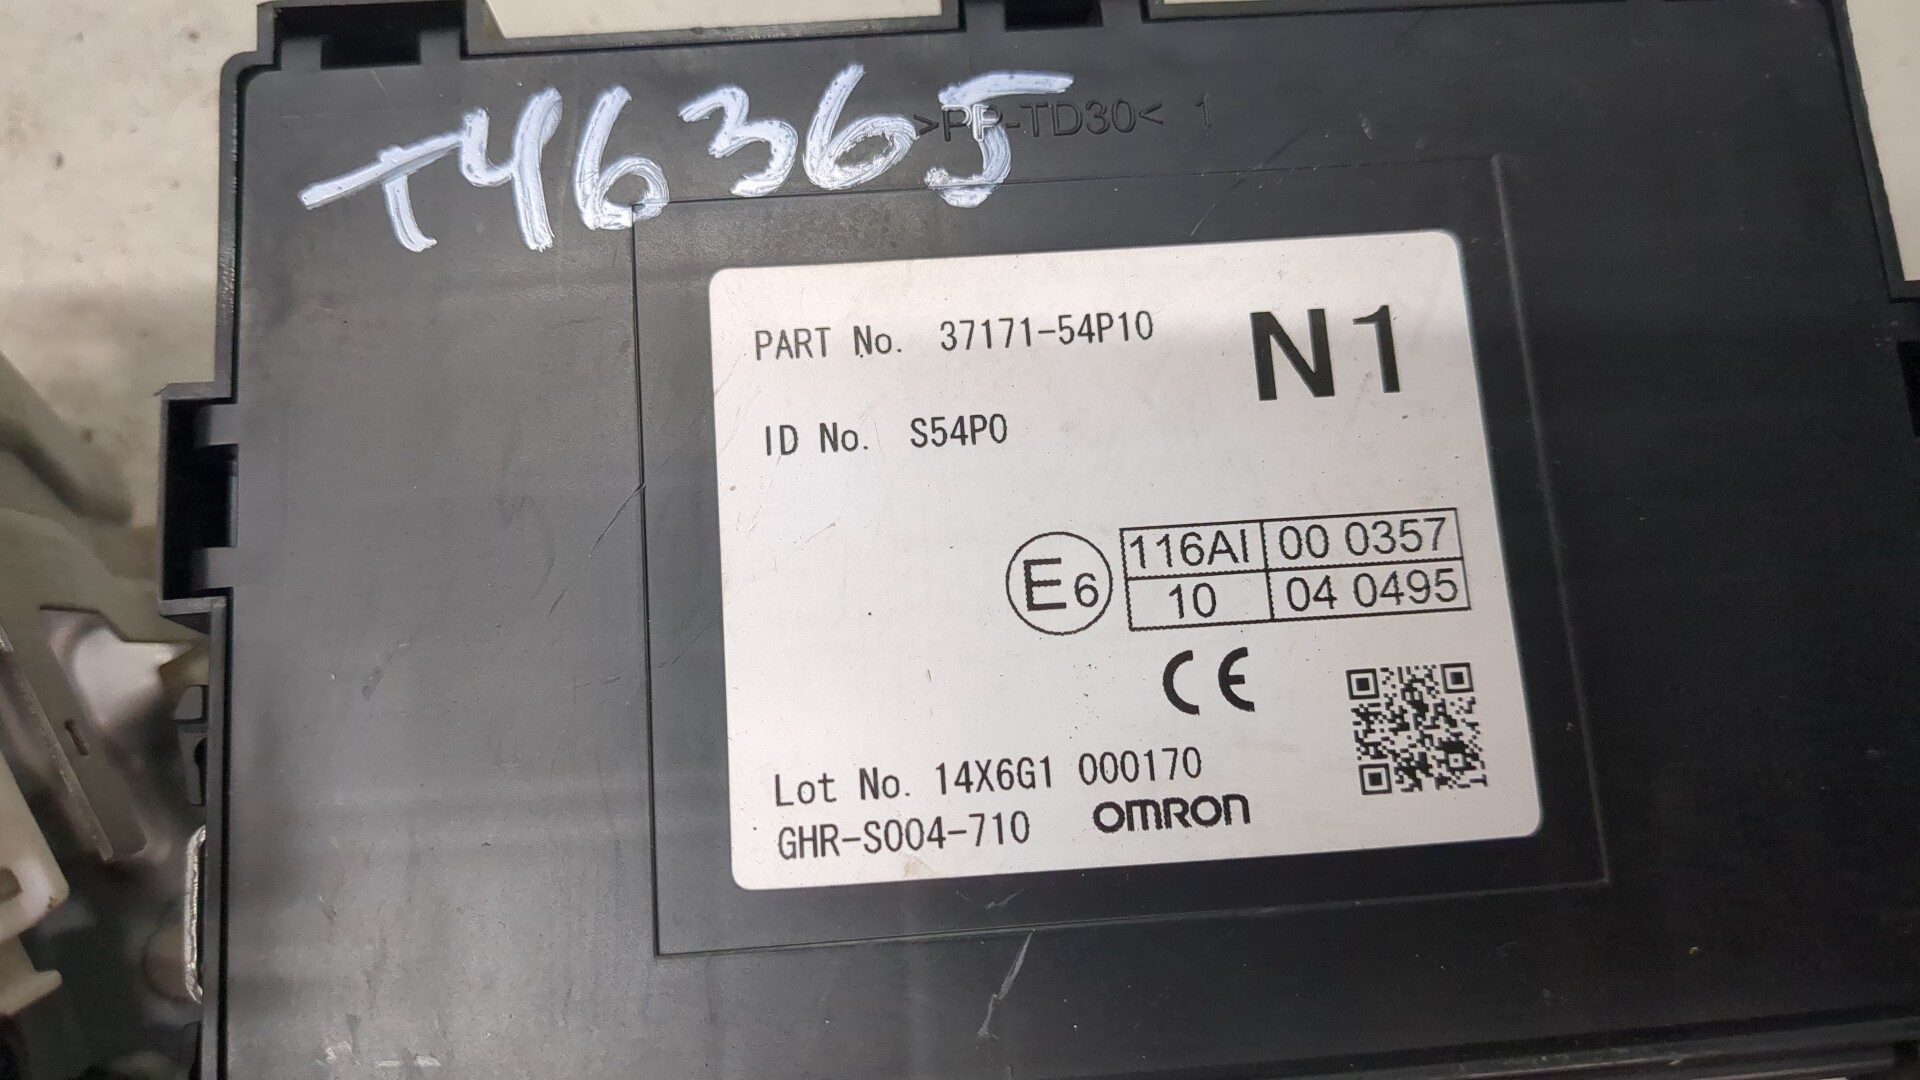 T46365
>PP-TD30< 1
PART No. 37171-54P10
N1
ID No. S54P0
E6
116AI 00 0357
10 04 0495
CE
Lot No. 14X6G1 000170
GHR-S004-710 OMRON